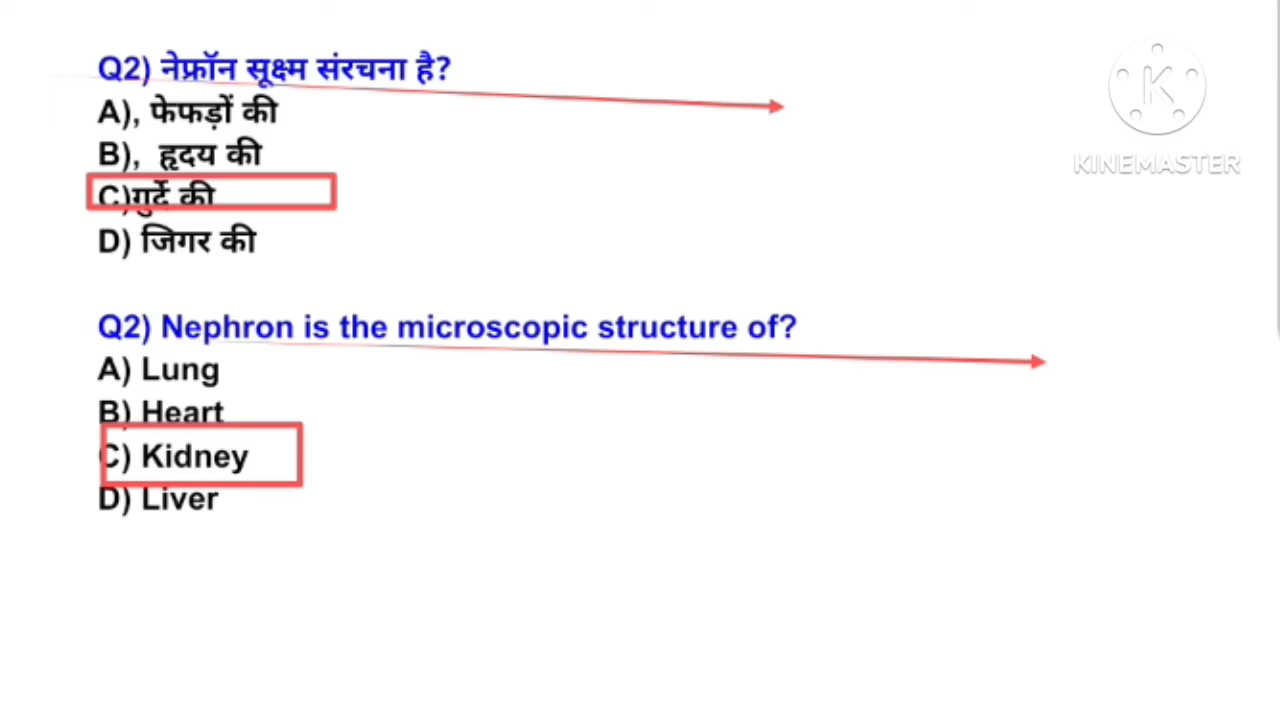 Q2) नेफ्रॉन सूक्ष्म संरचना है?
A), फेफड़ों की
B),  हृदय की
C)गुर्दे की
D) जिगर की
Q2) Nephron is the microscopic structure of?
A) Lung
B) Heart
C) Kidney
D) Liver
K
KINEMASTER